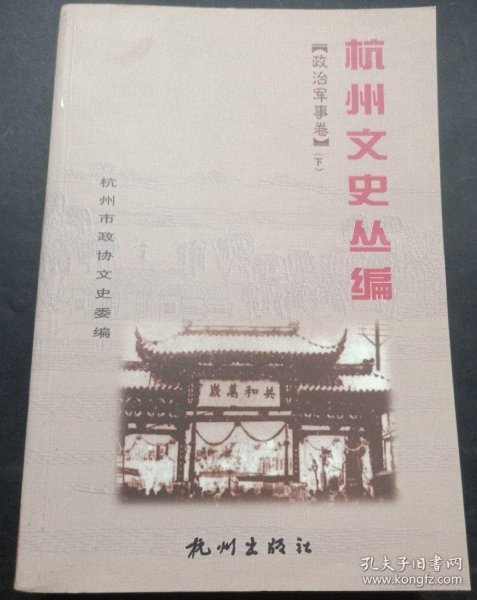 杭州文史丛编
【政治军事卷】(下)
杭州市政协文史委编
共和萬歲
杭州出版社
孔夫子旧书网
www.kongfz.com